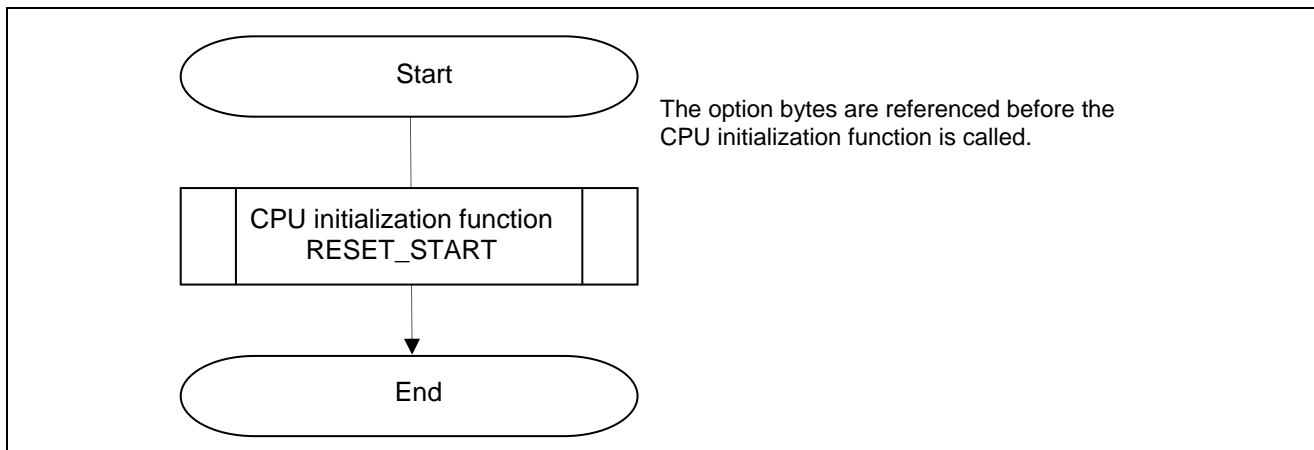 Start
The option bytes are referenced before the
CPU initialization function is called.
CPU initialization function
RESET_START
End